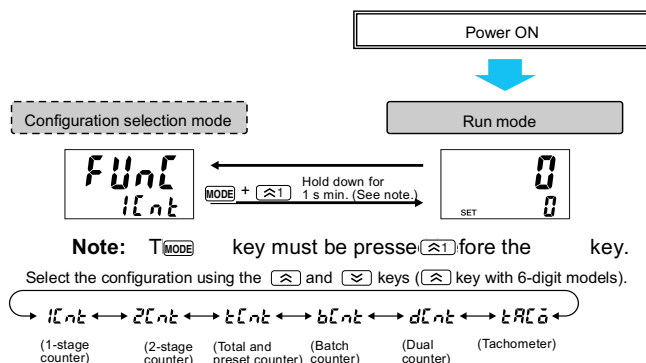 Power ON
Configuration selection mode
Run mode
FUnC
1Cnt
MODE + 1
Hold down for
1 s min. (See note.)
0
SET 0
Note: T MODE key must be presse 1 fore the key.
Select the configuration using the and keys ( key with 6-digit models).
1Cnt 2Cnt tCnt bCnt dCnt tACo
(1-stage counter) (2-stage counter) (Total and preset counter) (Batch counter) (Dual counter) (Tachometer)